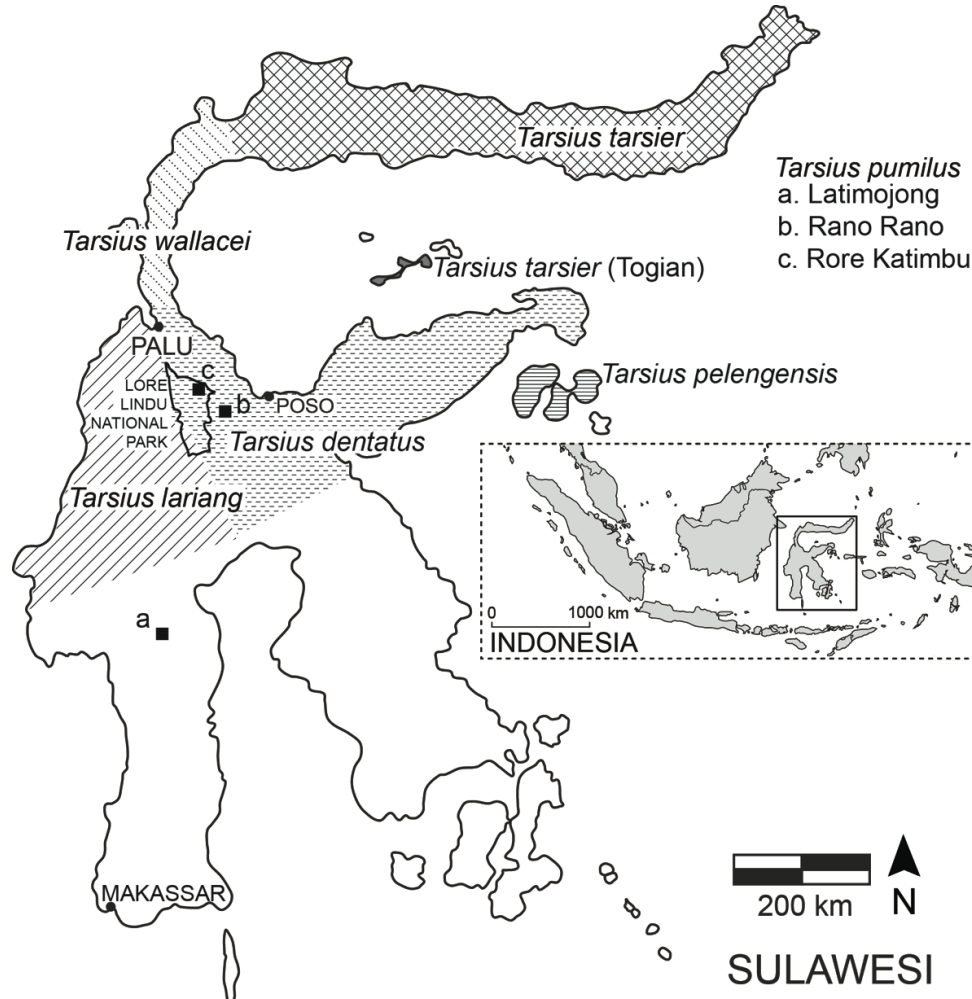 Tarsius tarsier
Tarsius pumilus
a. Latimojong
b. Rano Rano
c. Rore Katimbu
Tarsius wallacei
Tarsius tarsier (Togian)
PALU
c
LORE
LINDU
NATIONAL
PARK
b
POSO
Tarsius pelengensis
Tarsius dentatus
Tarsius lariang
a
0 1000 km
INDONESIA
MAKASSAR
200 km
N
SULAWESI